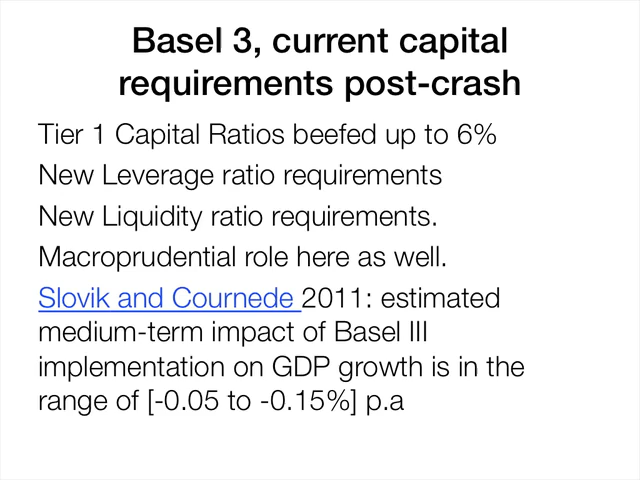 Basel 3, current capital
requirements post-crash
Tier 1 Capital Ratios beefed up to 6%
New Leverage ratio requirements
New Liquidity ratio requirements.
Macroprudential role here as well.
Slovik and Cournede 2011: estimated
medium-term impact of Basel III
implementation on GDP growth is in the
range of [-0.05 to -0.15%] p.a